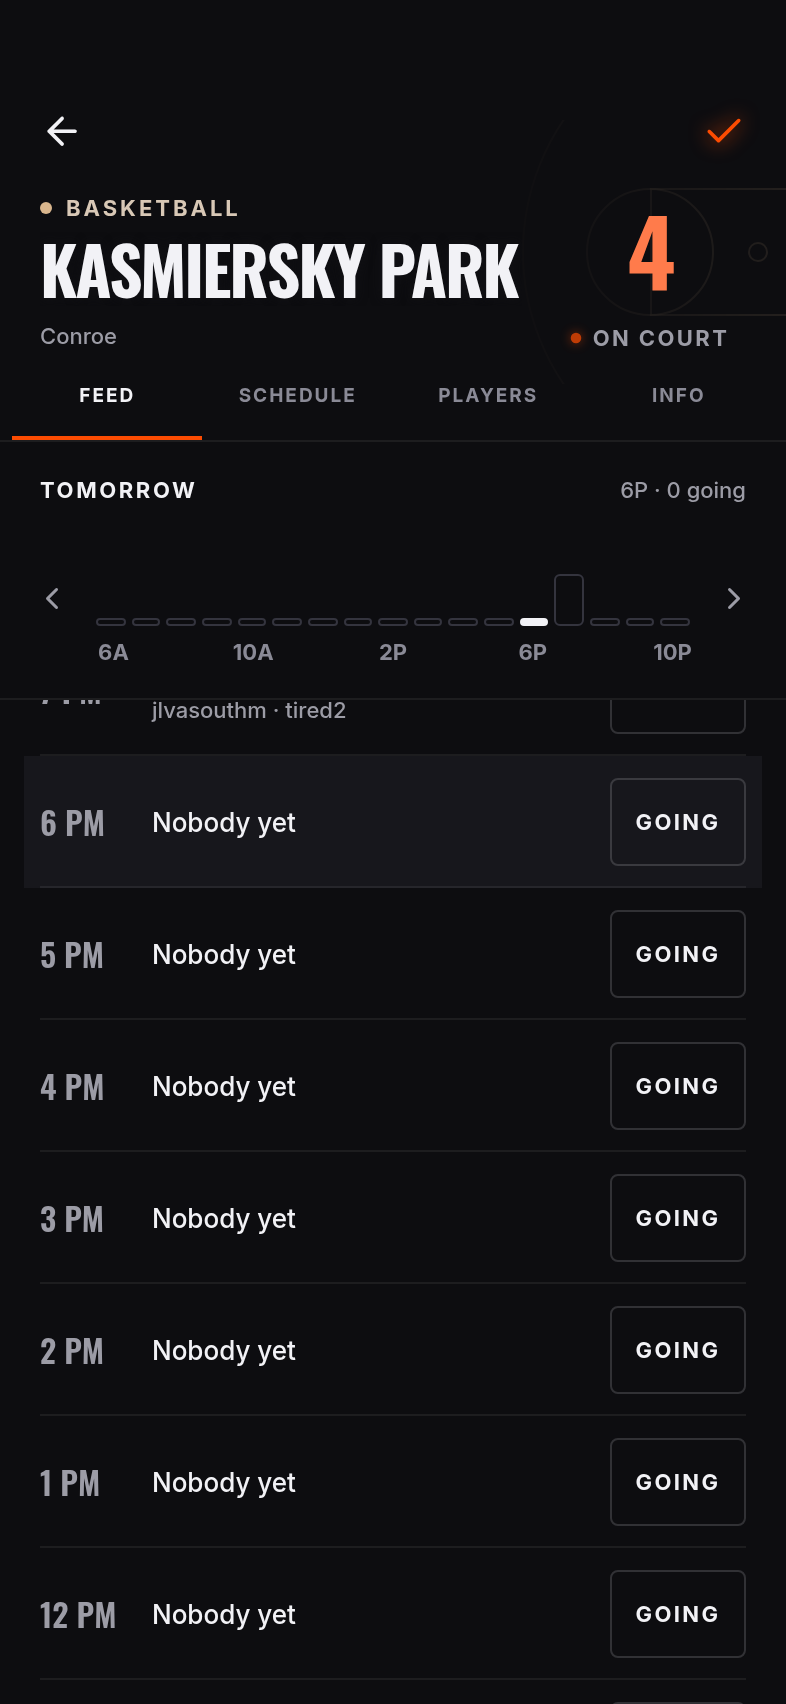 BASKETBALL
KASMIERSKY PARK
4
Conroe
ON COURT
FEED SCHEDULE PLAYERS INFO
TOMORROW 6P · 0 going
6A 10A 2P 6P 10P
jlvasouthm · tired2
6 PM Nobody yet GOING
5 PM Nobody yet GOING
4 PM Nobody yet GOING
3 PM Nobody yet GOING
2 PM Nobody yet GOING
1 PM Nobody yet GOING
12 PM Nobody yet GOING